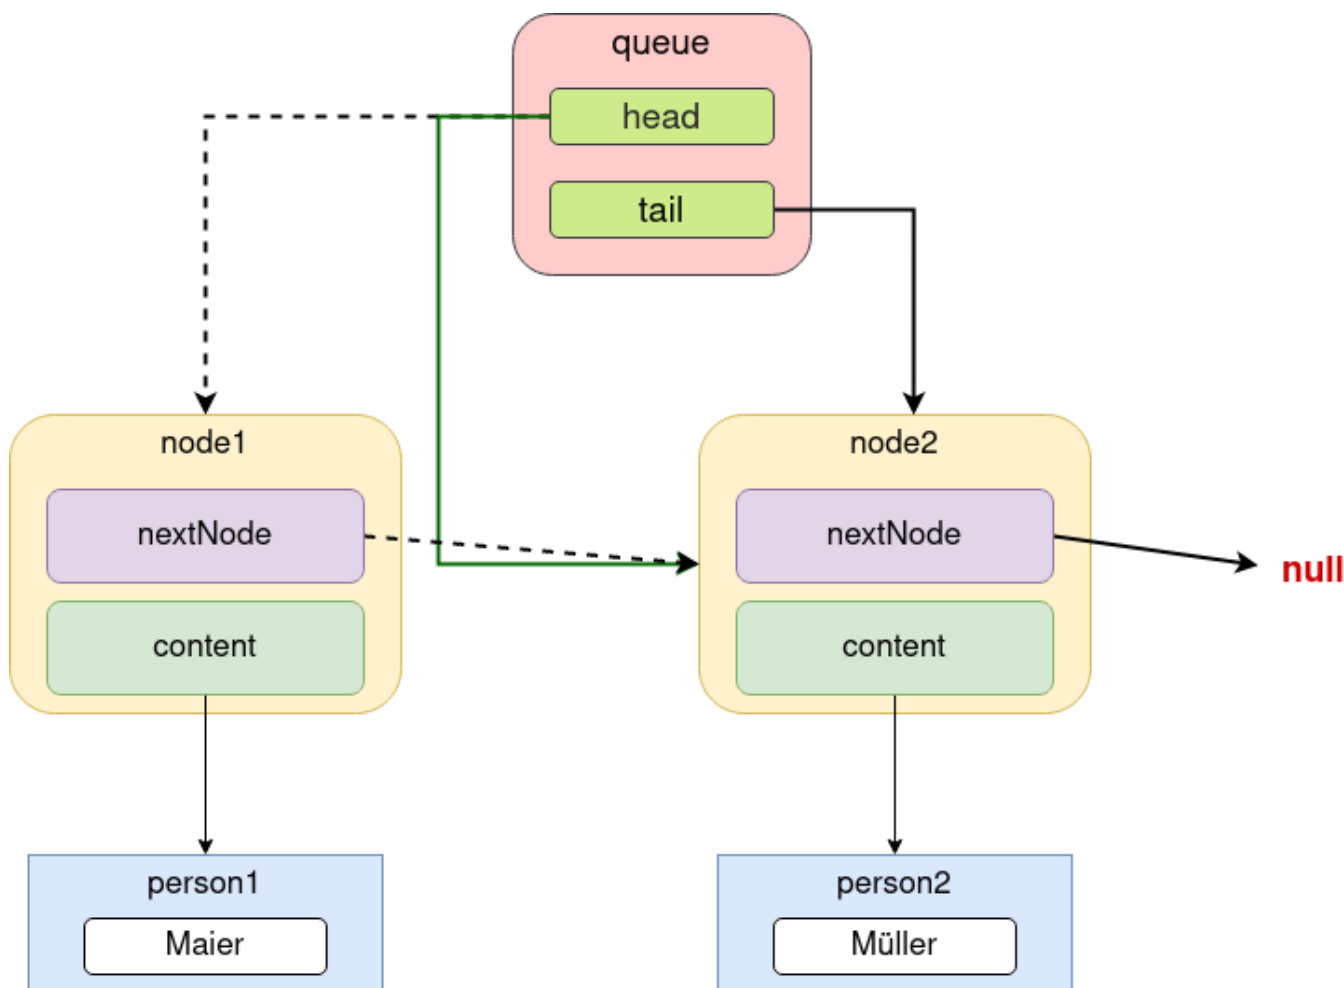 queue
head
tail
node1
nextNode
content
node2
nextNode
content
null
person1
Maier
person2
Müller